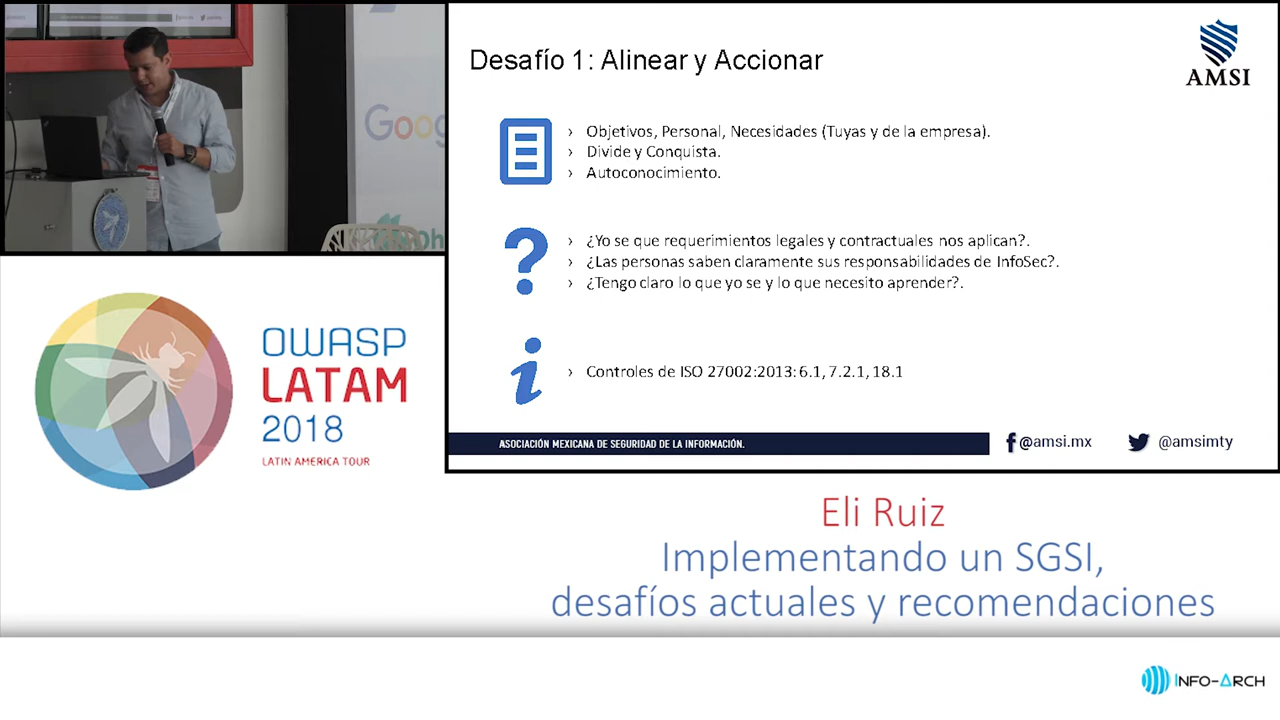 Desafío 1: Alinear y Accionar
AMSI
› Objetivos, Personal, Necesidades (Tuyas y de la empresa).
› Divide y Conquista.
› Autoconocimiento.
› ¿Yo se que requerimientos legales y contractuales nos aplican?.
› ¿Las personas saben claramente sus responsabilidades de InfoSec?.
› ¿Tengo claro lo que yo se y lo que necesito aprender?.
› Controles de ISO 27002:2013: 6.1, 7.2.1, 18.1
ASOCIACIÓN MEXICANA DE SEGURIDAD DE LA INFORMACIÓN.
@amsi.mx
@amsimty
Goog
OWASP
LATAM
2018
LATIN AMERICA TOUR
Eli Ruiz
Implementando un SGSI,
desafíos actuales y recomendaciones
INFO-ARCH